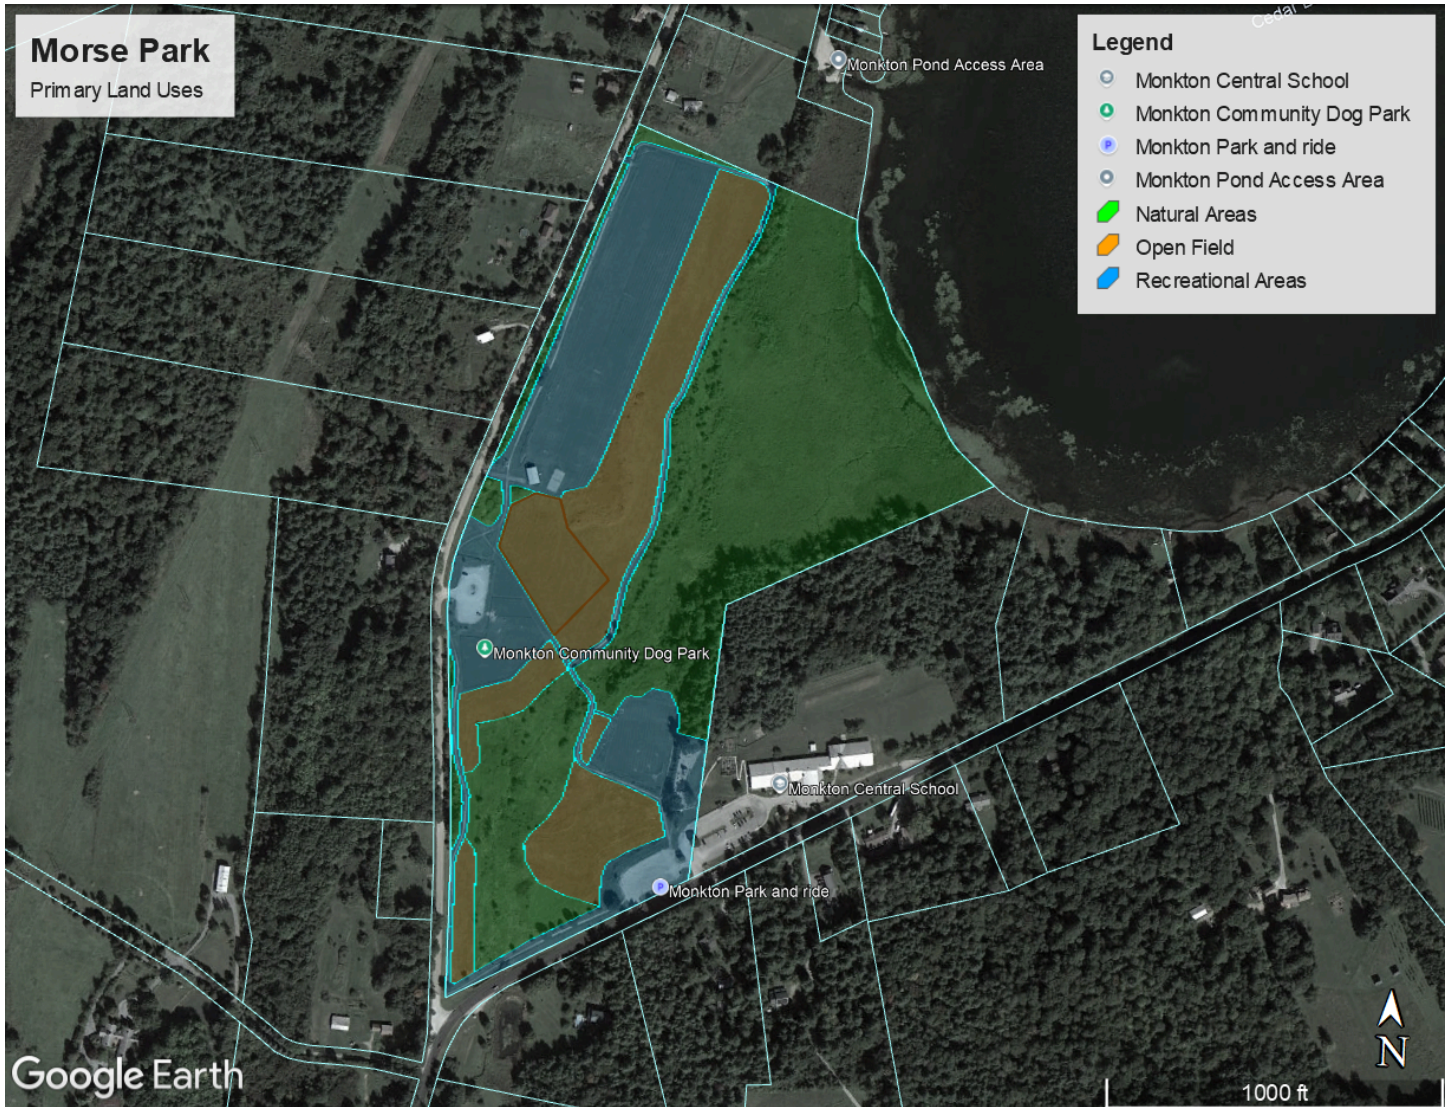 Morse Park
Primary Land Uses
Cedar
Monkton Pond Access Area
Legend
Monkton Central School
Monkton Community Dog Park
Monkton Park and ride
Monkton Pond Access Area
Natural Areas
Open Field
Recreational Areas
P
Monkton Community Dog Park
Monkton Central School
P
Monkton Park and ride
N
Google Earth
1000 ft